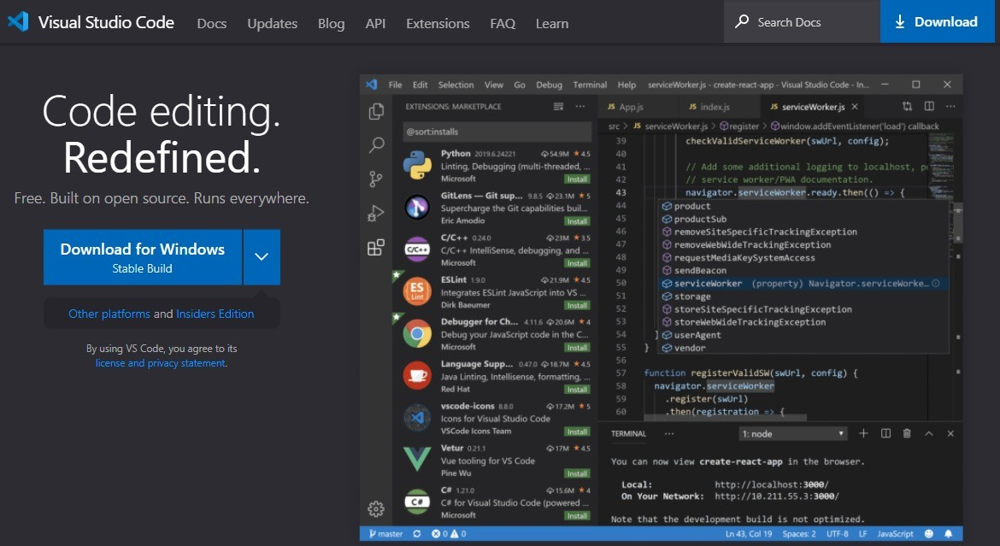 Visual Studio Code Docs Updates Blog API Extensions FAQ Learn Search Docs Download
Code editing.
Redefined.
Free. Built on open source. Runs everywhere.
Download for Windows
Stable Build
Other platforms and Insiders Edition
By using VS Code, you agree to its
license and privacy statement.
File Edit Selection View Go Debug Terminal Help serviceWorker.js - create-react-app - Visual Studio Code - In...
EXTENSIONS: MARKETPLACE
@sort:installs
Python 2019.6.24221 54.9M 4.5
Linting, Debugging (multi-threaded, ...
Microsoft Install
GitLens — Git sup... 9.8.5 23.1M 5
Supercharge the Git capabilities buil...
Eric Amodio Install
C/C++
C/C++ 0.24.0 23M 3.5
C/C++ IntelliSense, debugging, and ...
Microsoft Install
ES
Lint
ESLint 1.9.0 21.9M 4.5
Integrates ESLint JavaScript into VS ...
Dirk Baeumer Install
Debugger for Ch... 4.11.6 20.6M 4
Debug your JavaScript code in the C...
Microsoft Install
Language Supp... 0.47.0 18.7M 4.5
Java Linting, Intellisense, formatting, ...
Red Hat Install
vscode-icons 8.8.0 17.2M 5
Icons for Visual Studio Code
VSCode Icons Team Install
Vetur 0.21.1 17M 4.5
Vue tooling for VS Code
Pine Wu Install
C#
C# 1.21.0 15.6M 4
C# for Visual Studio Code (powered ...
Microsoft Install
JS App.js JS index.js JS serviceWorker.js
src > JS serviceWorker.js > register > window.addEventListener('load') callback
39 checkValidServiceWorker(swUrl, config);
40
41 // Add some additional logging to localhost, p
42 // service worker/PWA documentation.
43 navigator.serviceWorker.ready.then(() => {
44 product
45 productSub
46 removeSiteSpecificTrackingException
47 removeWebWideTrackingException
48 requestMediaKeySystemAccess
49 sendBeacon
50 serviceWorker (property) Navigator.serviceWorke...
51 storage
52 storeSiteSpecificTrackingException
53 storeWebWideTrackingException
54 } userAgent
55 } vendor
56
57 function registerValidSW(swUrl, config) {
58 navigator.serviceWorker
59 .register(swUrl)
60 .then(registration => {
TERMINAL ... 1: node
You can now view create-react-app in the browser.
Local: http://localhost:3000/
On Your Network: http://10.211.55.3:3000/
Note that the development build is not optimized.
master 0 0 Ln 43, Col 19 Spaces: 2 UTF-8 LF JavaScript